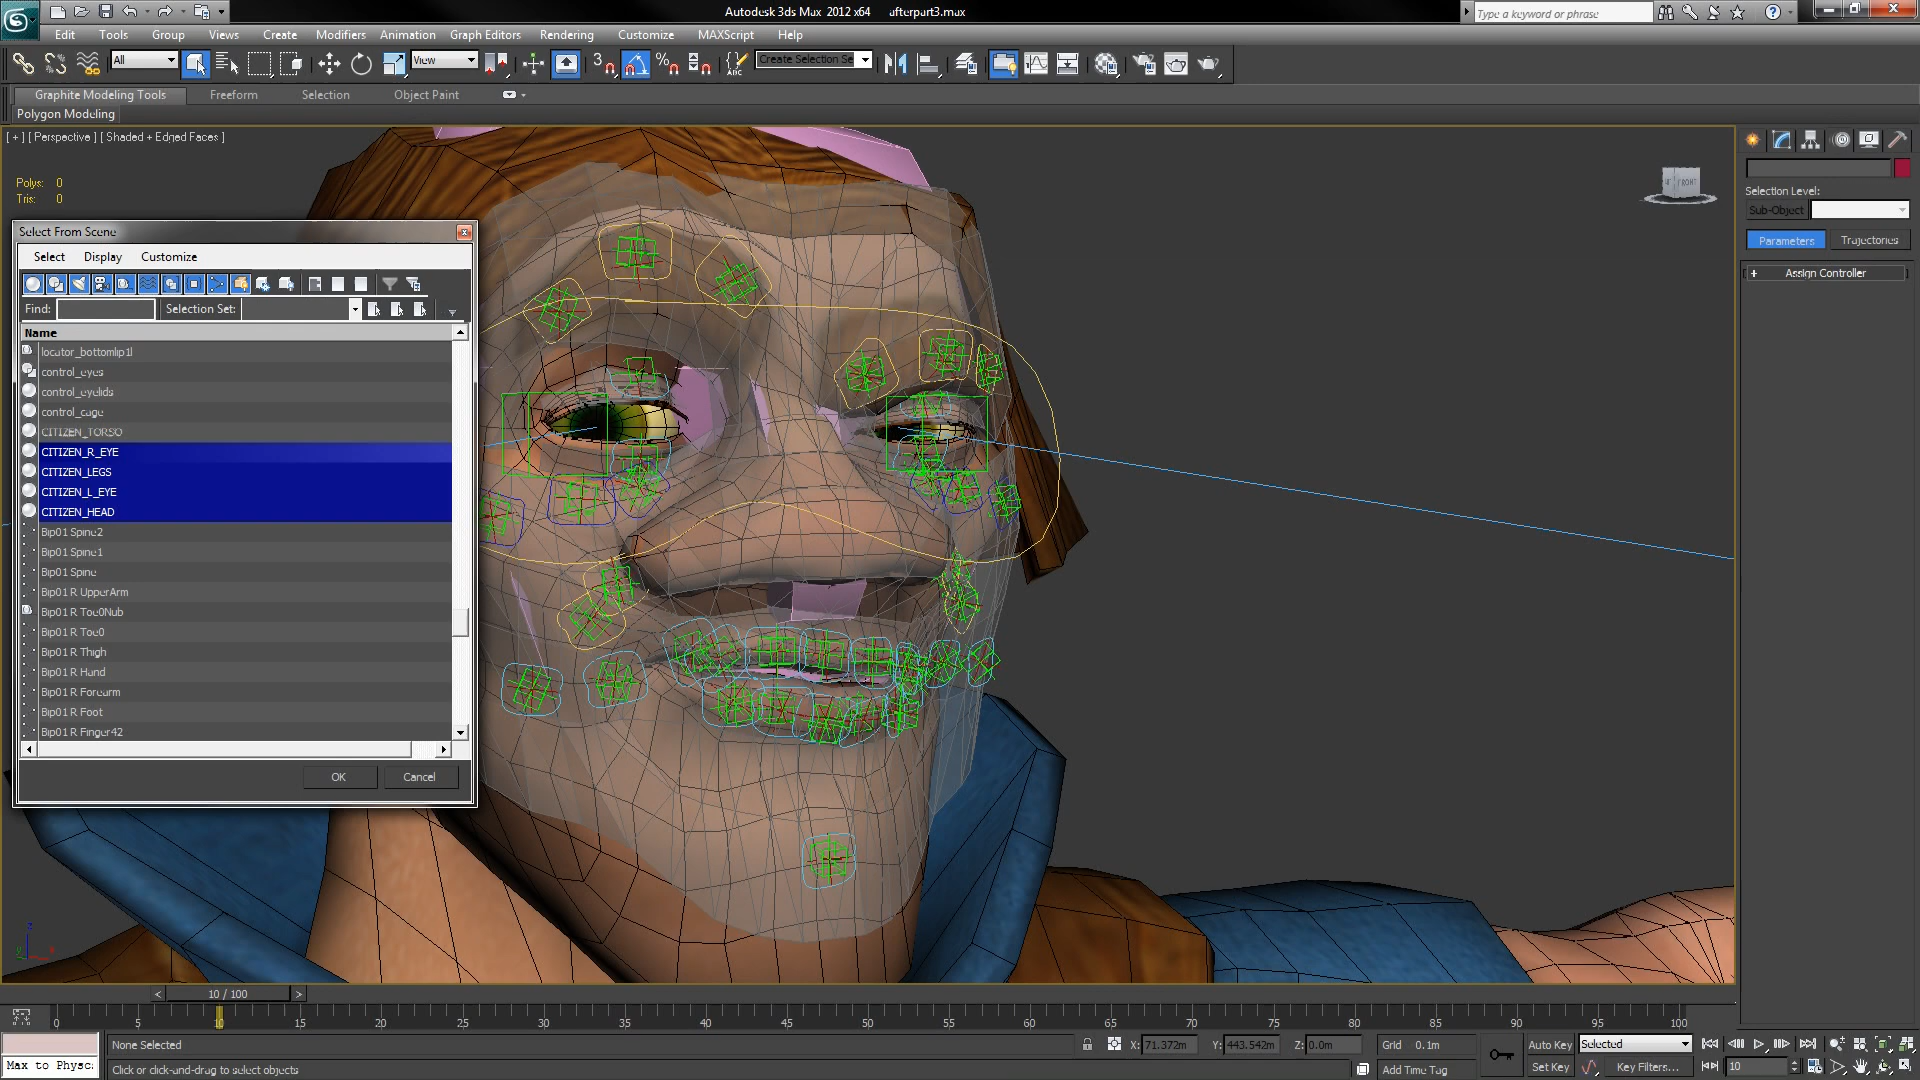 Autodesk 3ds Max 2012 x64 afterpart3.max
Type a keyword or phrase
Edit Tools Group Views Create Modifiers Animation Graph Editors Rendering Customize MAXScript Help
All View 3 % ABC Create Selection Se
Graphite Modeling Tools Freeform Selection Object Paint
Polygon Modeling
[ + ] [ Perspective ] [ Shaded + Edged Faces ]
Polys: 0
Tris: 0
FRONT
Selection Level:
Sub-Object
Parameters Trajectories
+ Assign Controller
Select From Scene
Select Display Customize
Find: Selection Set:
Name
locator_bottomlip1l
control_eyes
control_eyelids
control_cage
CITIZEN_TORSO
CITIZEN_R_EYE
CITIZEN_LEGS
CITIZEN_L_EYE
CITIZEN_HEAD
Bip01 Spine2
Bip01 Spine1
Bip01 Spine
Bip01 R UpperArm
Bip01 R Toe0Nub
Bip01 R Toe0
Bip01 R Thigh
Bip01 R Hand
Bip01 R Forearm
Bip01 R Foot
Bip01 R Finger42
OK Cancel
z
y x
< 10 / 100 >
0 5 10 15 20 25 30 35 40 45 50 55 60 65 70 75 80 85 90 95 100
None Selected X: 71.372m Y: 443.542m Z: 0.0m Grid 0.1m Auto Key Selected
Max to Physc: Click or click-and-drag to select objects Add Time Tag Set Key Key Filters... 10